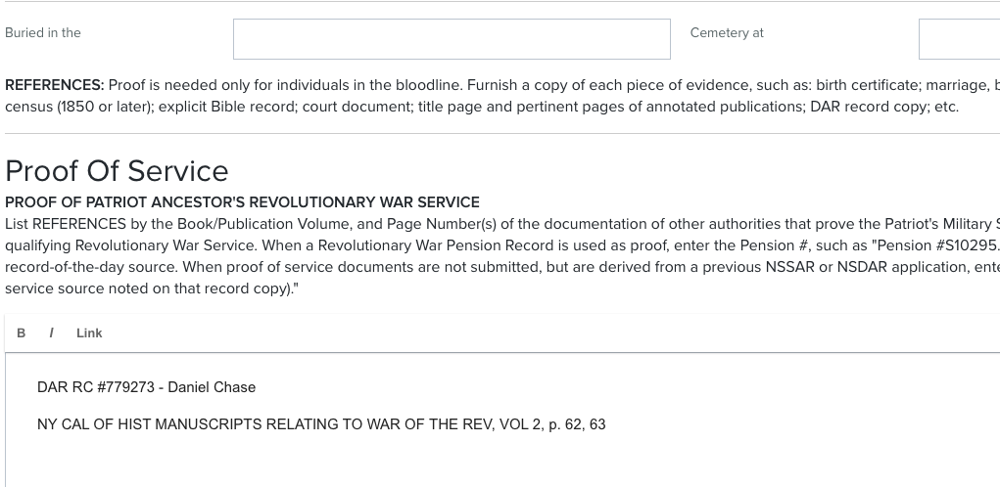 Buried in the
Cemetery at
REFERENCES: Proof is needed only for individuals in the bloodline. Furnish a copy of each piece of evidence, such as: birth certificate; marriage,
census (1850 or later); explicit Bible record; court document; title page and pertinent pages of annotated publications; DAR record copy; etc.
Proof Of Service
PROOF OF PATRIOT ANCESTOR'S REVOLUTIONARY WAR SERVICE
List REFERENCES by the Book/Publication Volume, and Page Number(s) of the documentation of other authorities that prove the Patriot's Military
qualifying Revolutionary War Service. When a Revolutionary War Pension Record is used as proof, enter the Pension #, such as "Pension #S10295.
record-of-the-day source. When proof of service documents are not submitted, but are derived from a previous NSSAR or NSDAR application,
service source noted on that record copy)."
B I Link
DAR RC #779273 - Daniel Chase
NY CAL OF HIST MANUSCRIPTS RELATING TO WAR OF THE REV, VOL 2, p. 62, 63